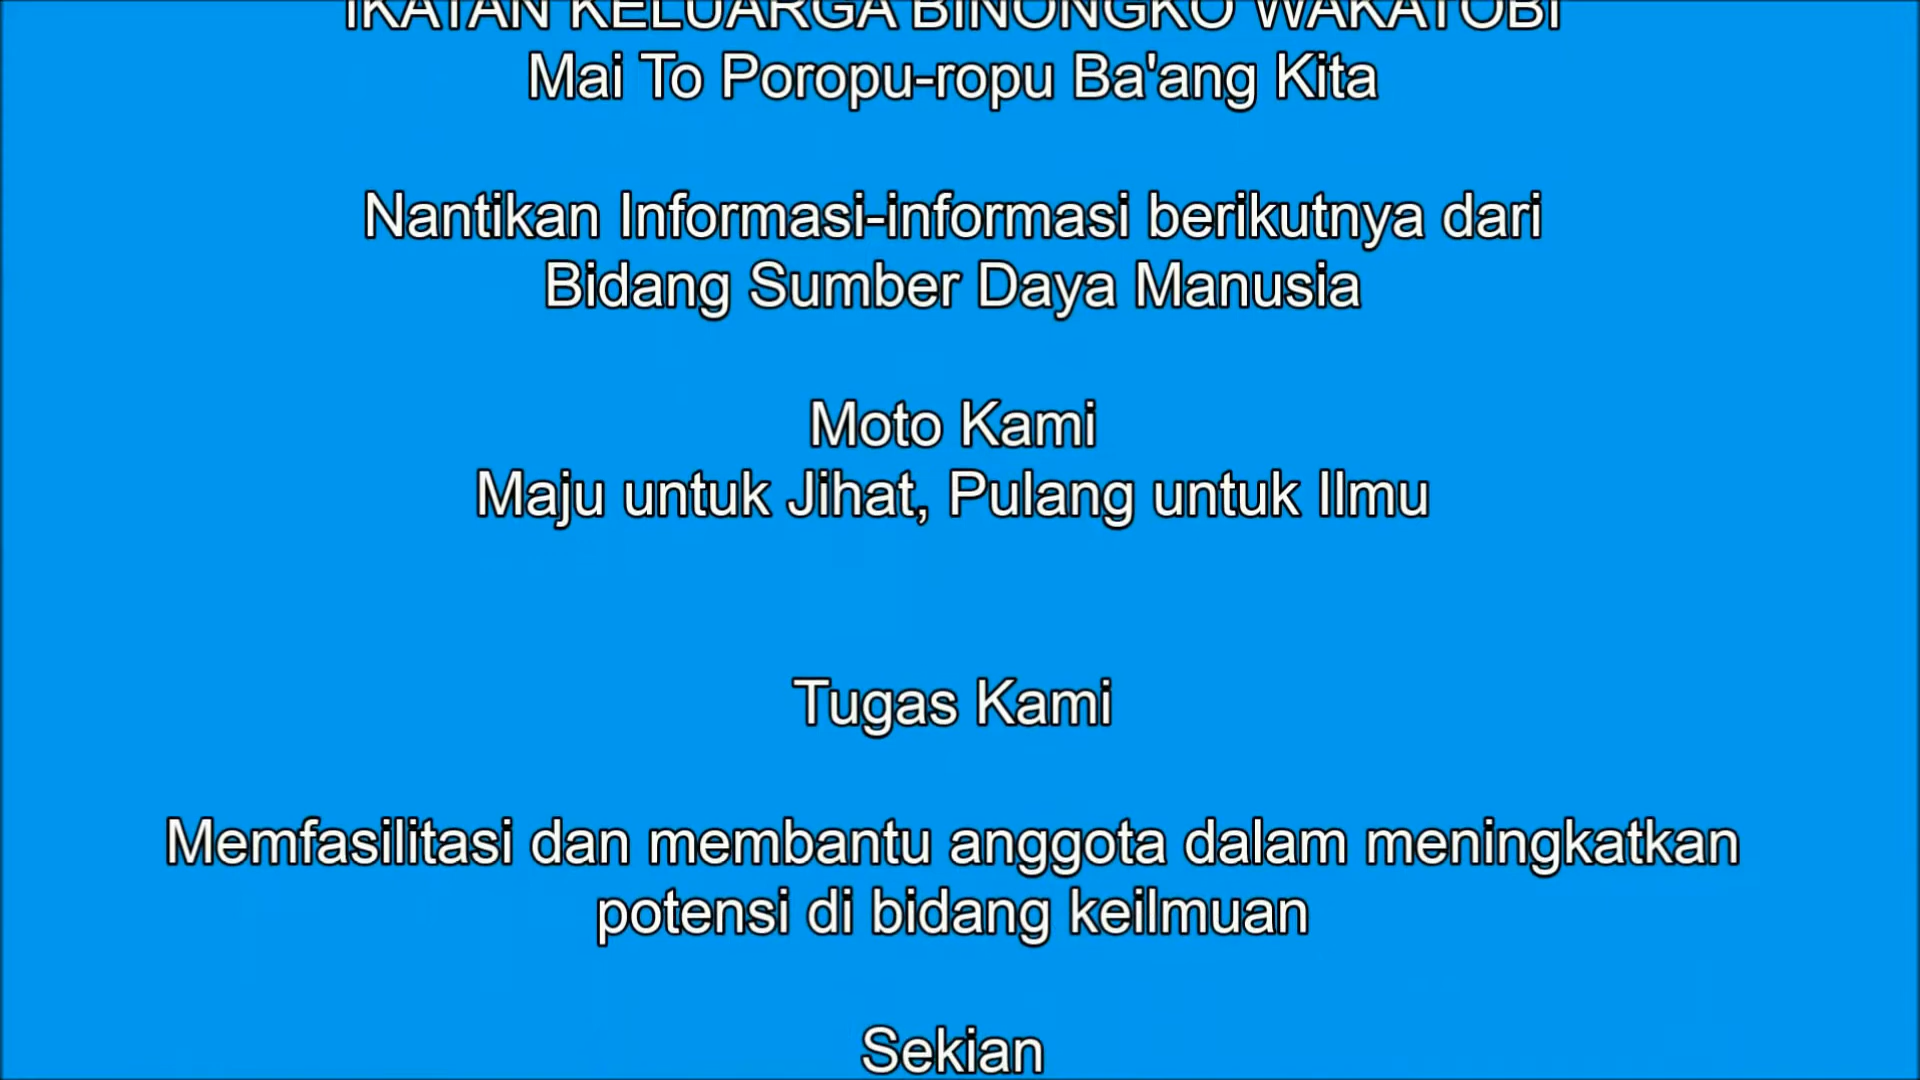 IKATAN KELUARGA BINONGKO WAKATOBI
Mai To Poropu-ropu Ba'ang Kita
Nantikan Informasi-informasi berikutnya dari
Bidang Sumber Daya Manusia
Moto Kami
Maju untuk Jihat, Pulang untuk Ilmu
Tugas Kami
Memfasilitasi dan membantu anggota dalam meningkatkan
potensi di bidang keilmuan
Sekian